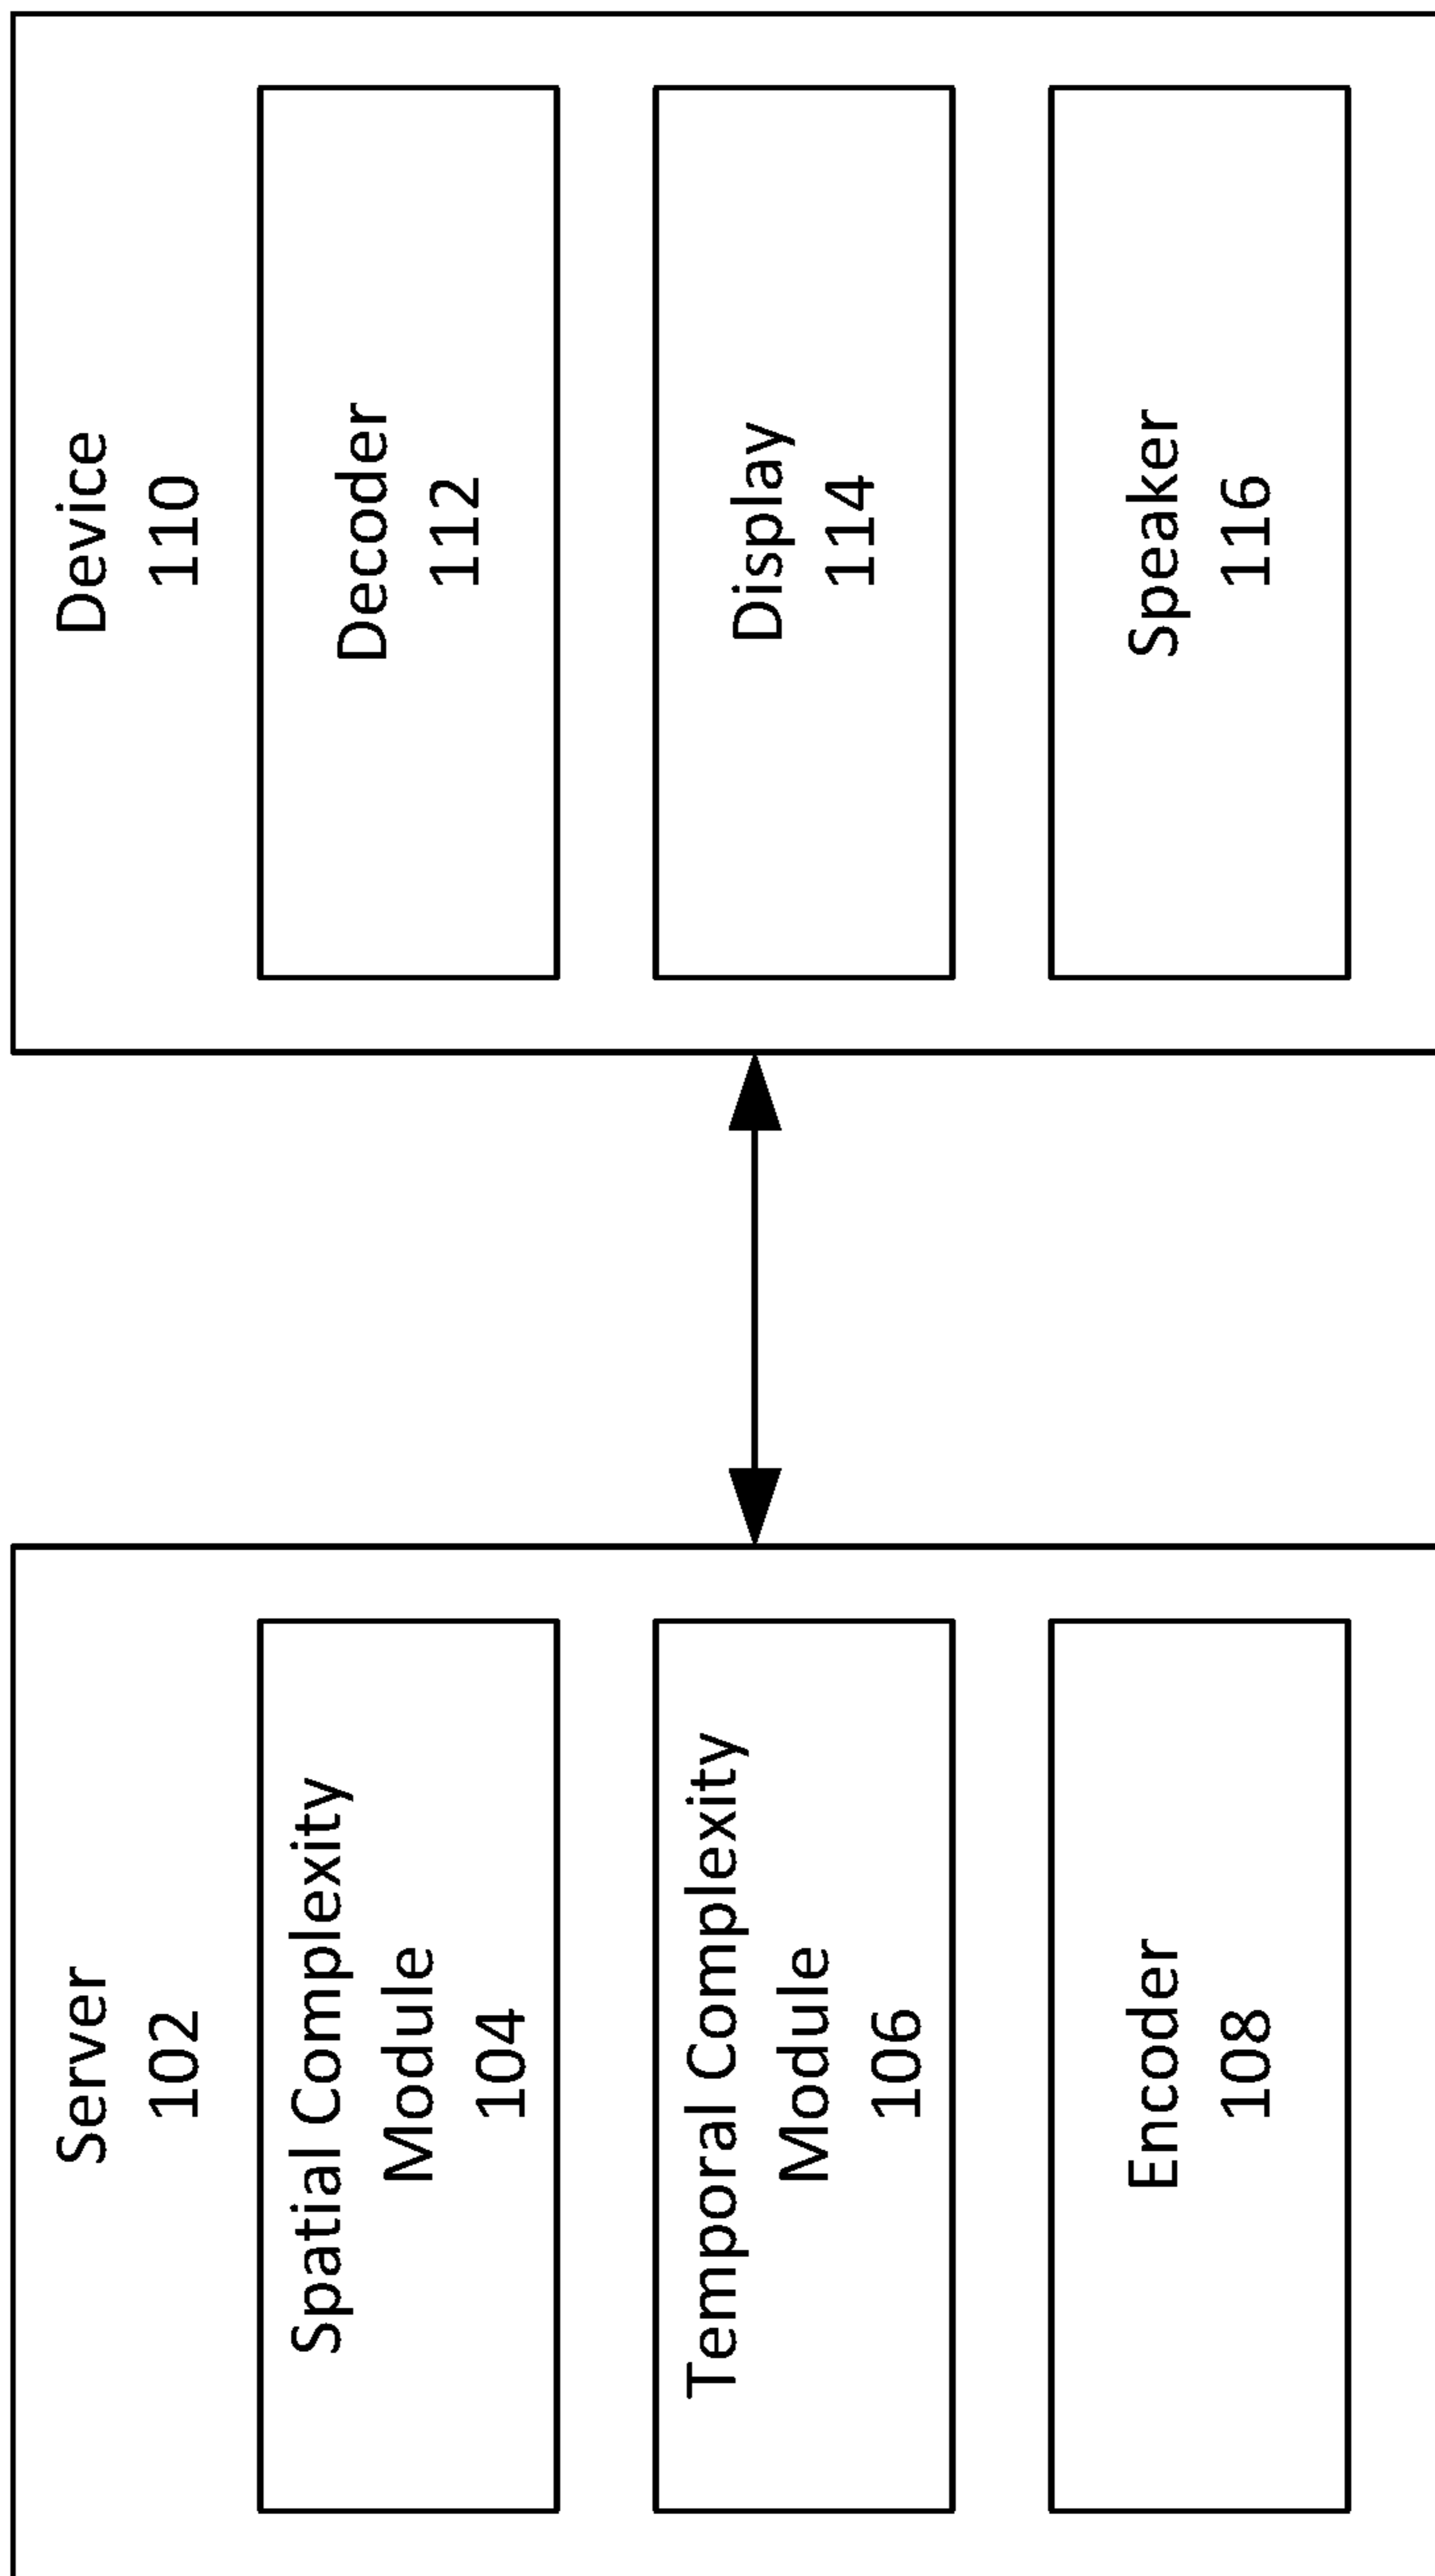 Server
102
Spatial Complexity
Module
104
Temporal Complexity
Module
106
Encoder
108
Device
110
Decoder
112
Display
114
Speaker
116